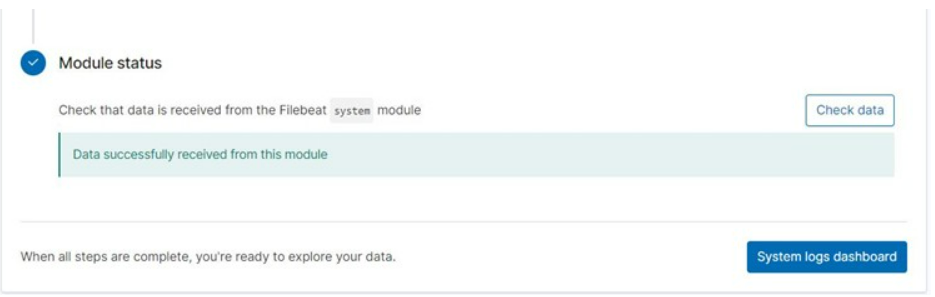 Module status
Check that data is received from the Filebeat system module
Check data
Data successfully received from this module
When all steps are complete, you're ready to explore your data.
System logs dashboard